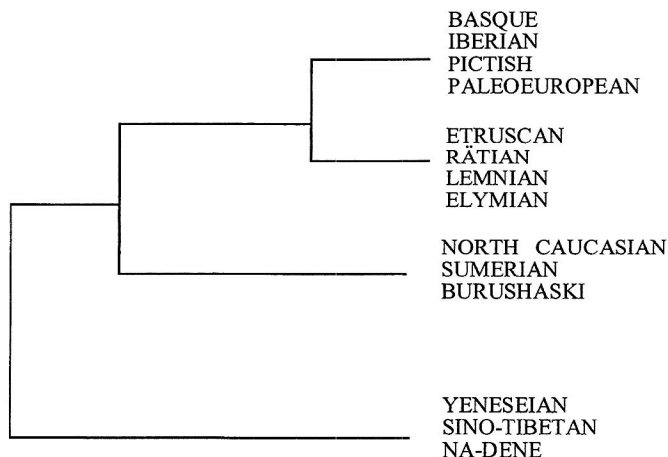 BASQUE
IBERIAN
PICTISH
PALEOEUROPEAN
ETRUSCAN
RÄTIAN
LEMNIAN
ELYMIAN
NORTH CAUCASIAN
SUMERIAN
BURUSHASKI
YENESEIAN
SINO-TIBETAN
NA-DENE